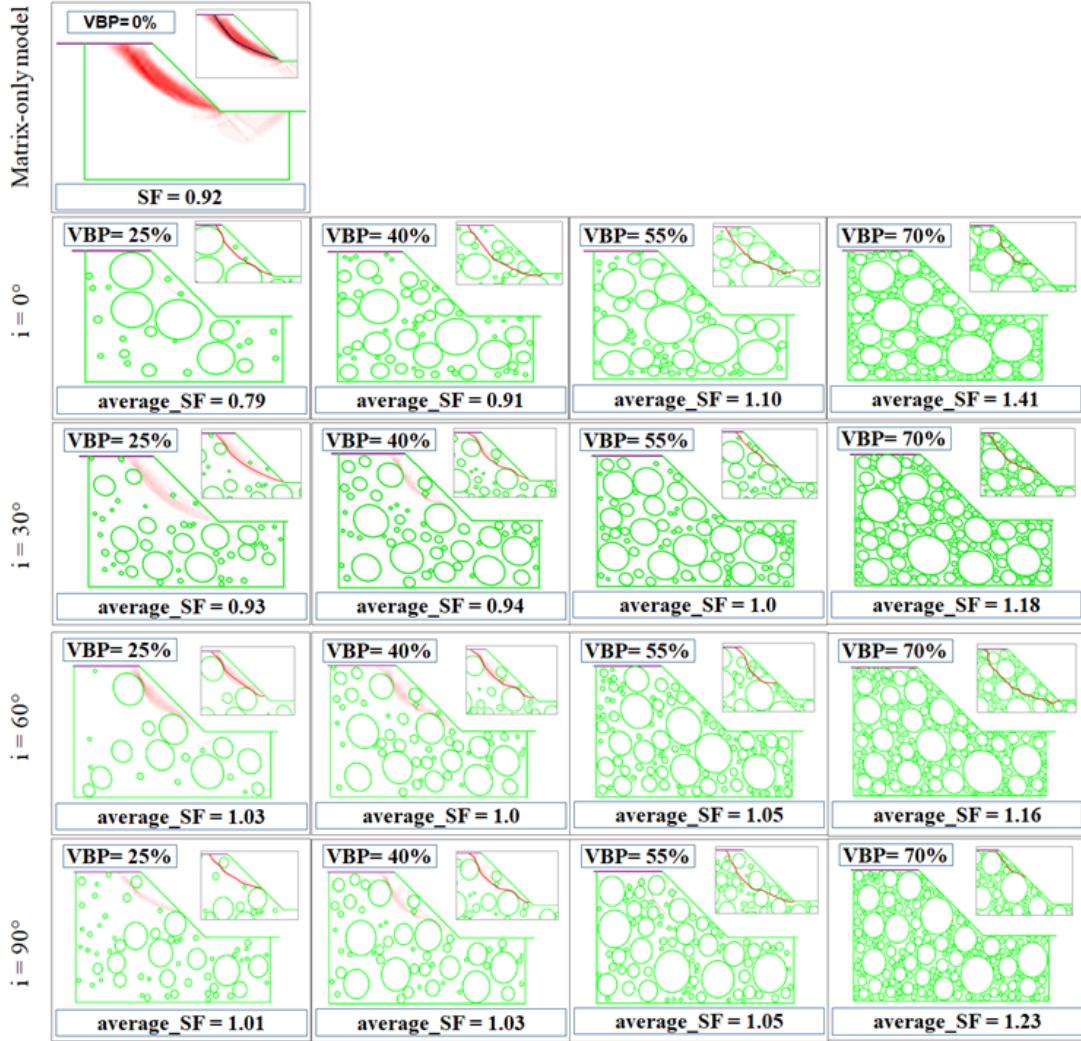 Matrix-only model
VBP= 0%
SF = 0.92
i = 0°
VBP= 25%
VBP= 40%
VBP= 55%
VBP= 70%
average_SF = 0.79
average_SF = 0.91
average_SF = 1.10
average_SF = 1.41
i = 30°
VBP= 25%
VBP= 40%
VBP= 55%
VBP= 70%
average_SF = 0.93
average_SF = 0.94
average_SF = 1.0
average_SF = 1.18
i = 60°
VBP= 25%
VBP= 40%
VBP= 55%
VBP= 70%
average_SF = 1.03
average_SF = 1.0
average_SF = 1.05
average_SF = 1.16
i = 90°
VBP= 25%
VBP= 40%
VBP= 55%
VBP= 70%
average_SF = 1.01
average_SF = 1.03
average_SF = 1.05
average_SF = 1.23